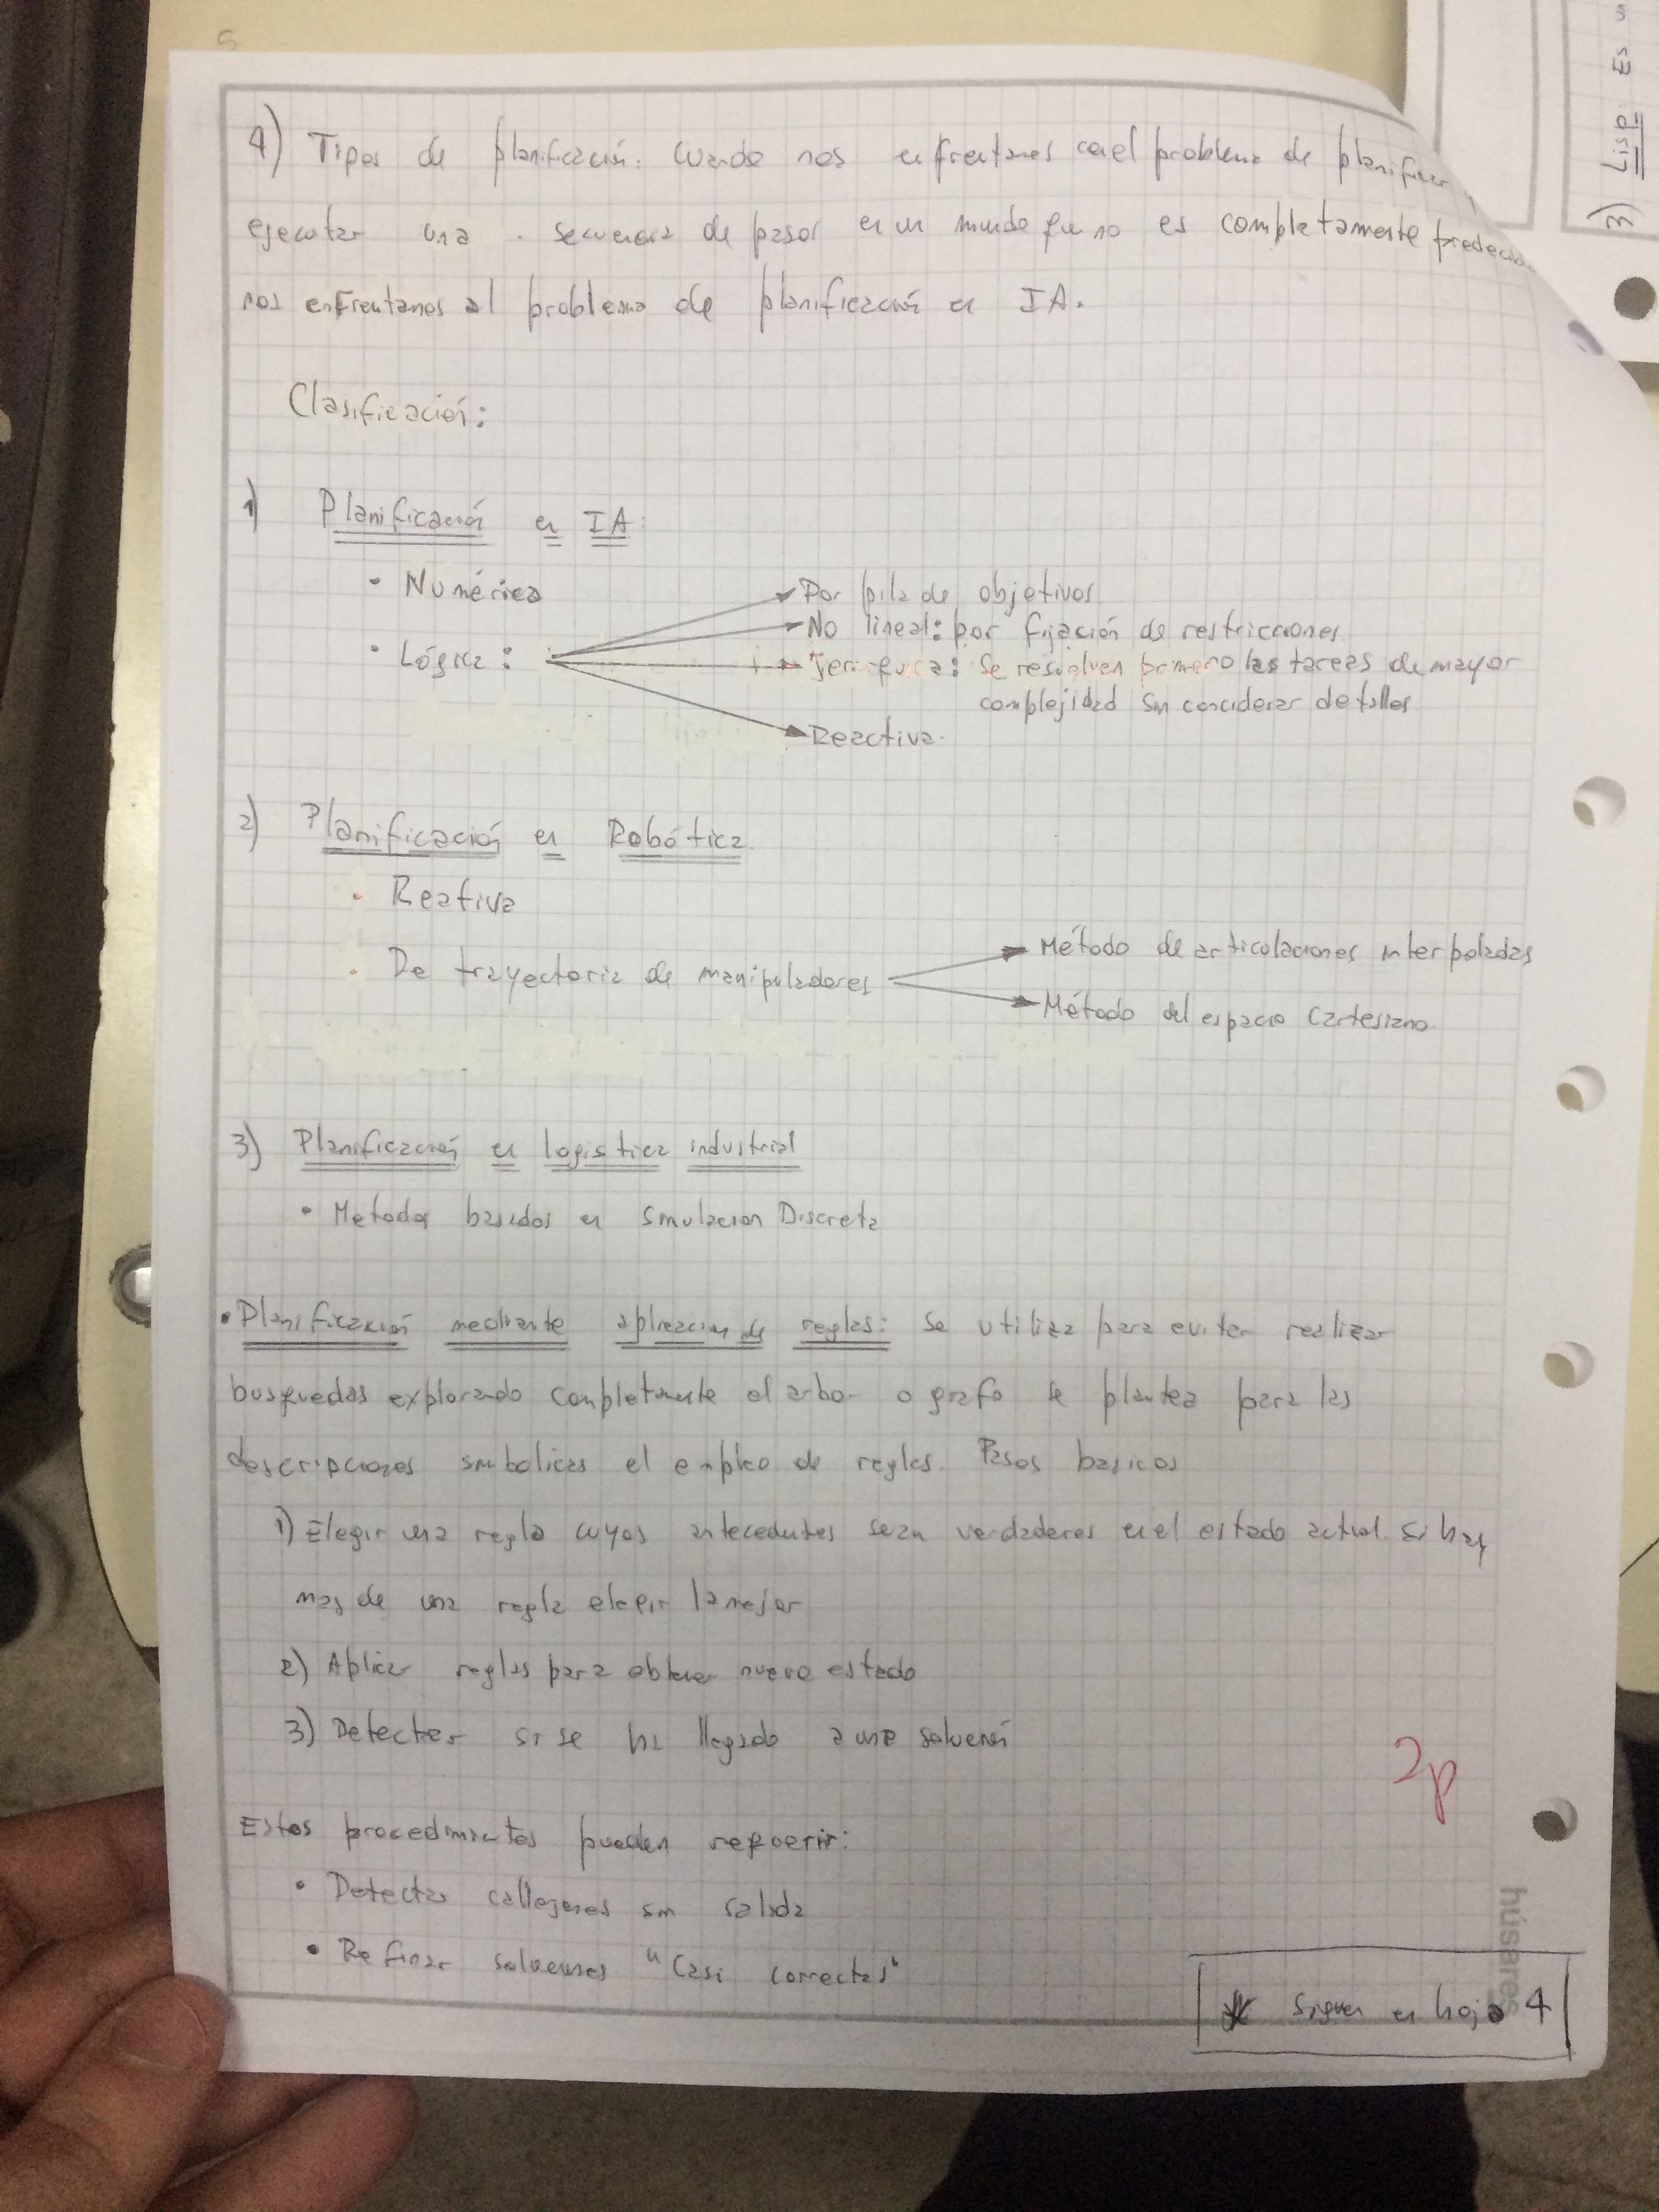 4) Tipos de planificación: Cuando nos enfrentamos con el problema de planificar
ejecutar una secuencia de pasos en un mundo que no es completamente predecib
nos enfrentamos al problema de planificación en IA.
Clasificación:
1) Planificación en IA:
• Numérica
• Lógica:
Por pila de objetivos.
No lineal: por fijación de restricciones
Jerárquica: Se resuelven primero las tareas de mayor
complejidad sin conciderar detalles
Reactiva.
2) Planificación en Robótica
• Reativa
• De trayectoria de manipuladores
Método de articulaciones interpoladas
Método del espacio Cartesiano
3) Planificación en logistica industrial
• Metodos basados en simulacion Discreta
• Planificación mediante aplicacion de reglas: Se utiliza para evitar realizar
busquedas explorando completamente el arbol o grafo se plantea para las
descripciones simbolicas el empleo de reglas. Pasos basicos
1) Elegir una regla cuyos antecedentes sean verdaderos en el estado actual. Si hay
mas de una regla elegir la mejor
2) Aplicar reglas para obtener nuevo estado
3) Detectar si se ha llegado a una solución
2p
Estos procedimientos pueden requerir:
• Detectar callejones sin salida
• Refinar soluciones "Casi correctas"
* Sigue en hoja 4
húsares
3) Lisp: Es